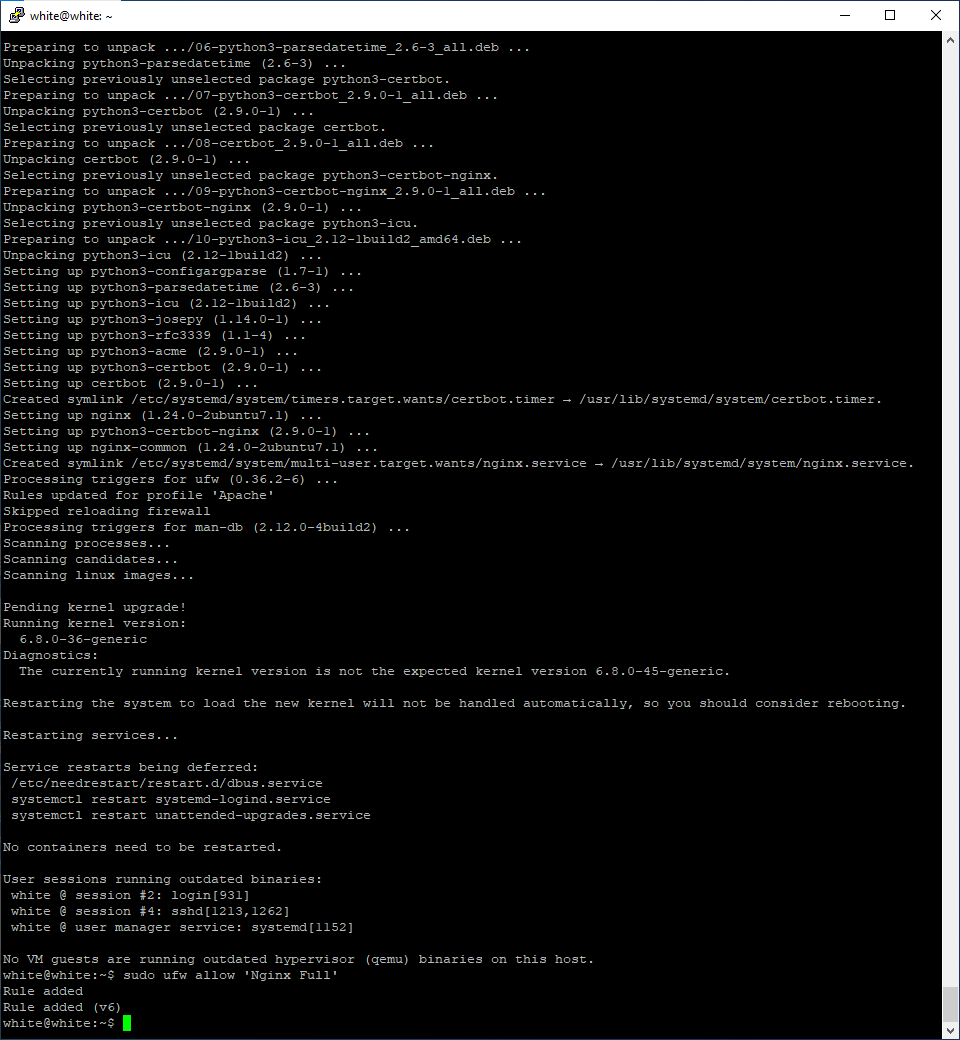 white@white: ~
Preparing to unpack .../06-python3-parsedatetime_2.6-3_all.deb ...
Unpacking python3-parsedatetime (2.6-3) ...
Selecting previously unselected package python3-certbot.
Preparing to unpack .../07-python3-certbot_2.9.0-1_all.deb ...
Unpacking python3-certbot (2.9.0-1) ...
Selecting previously unselected package certbot.
Preparing to unpack .../08-certbot_2.9.0-1_all.deb ...
Unpacking certbot (2.9.0-1) ...
Selecting previously unselected package python3-certbot-nginx.
Preparing to unpack .../09-python3-certbot-nginx_2.9.0-1_all.deb ...
Unpacking python3-certbot-nginx (2.9.0-1) ...
Selecting previously unselected package python3-icu.
Preparing to unpack .../10-python3-icu_2.12-1build2_amd64.deb ...
Unpacking python3-icu (2.12-1build2) ...
Setting up python3-configargparse (1.7-1) ...
Setting up python3-parsedatetime (2.6-3) ...
Setting up python3-icu (2.12-1build2) ...
Setting up python3-josepy (1.14.0-1) ...
Setting up python3-rfc3339 (1.1-4) ...
Setting up python3-acme (2.9.0-1) ...
Setting up python3-certbot (2.9.0-1) ...
Setting up certbot (2.9.0-1) ...
Created symlink /etc/systemd/system/timers.target.wants/certbot.timer → /usr/lib/systemd/system/certbot.timer.
Setting up nginx (1.24.0-2ubuntu7.1) ...
Setting up python3-certbot-nginx (2.9.0-1) ...
Setting up nginx-common (1.24.0-2ubuntu7.1) ...
Created symlink /etc/systemd/system/multi-user.target.wants/nginx.service → /usr/lib/systemd/system/nginx.service.
Processing triggers for ufw (0.36.2-6) ...
Rules updated for profile 'Apache'
Skipped reloading firewall
Processing triggers for man-db (2.12.0-4build2) ...
Scanning processes...
Scanning candidates...
Scanning linux images...
Pending kernel upgrade!
Running kernel version:
6.8.0-36-generic
Diagnostics:
The currently running kernel version is not the expected kernel version 6.8.0-45-generic.
Restarting the system to load the new kernel will not be handled automatically, so you should consider rebooting.
Restarting services...
Service restarts being deferred:
/etc/needrestart/restart.d/dbus.service
systemctl restart systemd-logind.service
systemctl restart unattended-upgrades.service
No containers need to be restarted.
User sessions running outdated binaries:
white @ session #2: login[931]
white @ session #4: sshd[1213,1262]
white @ user manager service: systemd[1152]
No VM guests are running outdated hypervisor (qemu) binaries on this host.
white@white:~$ sudo ufw allow 'Nginx Full'
Rule added
Rule added (v6)
white@white:~$